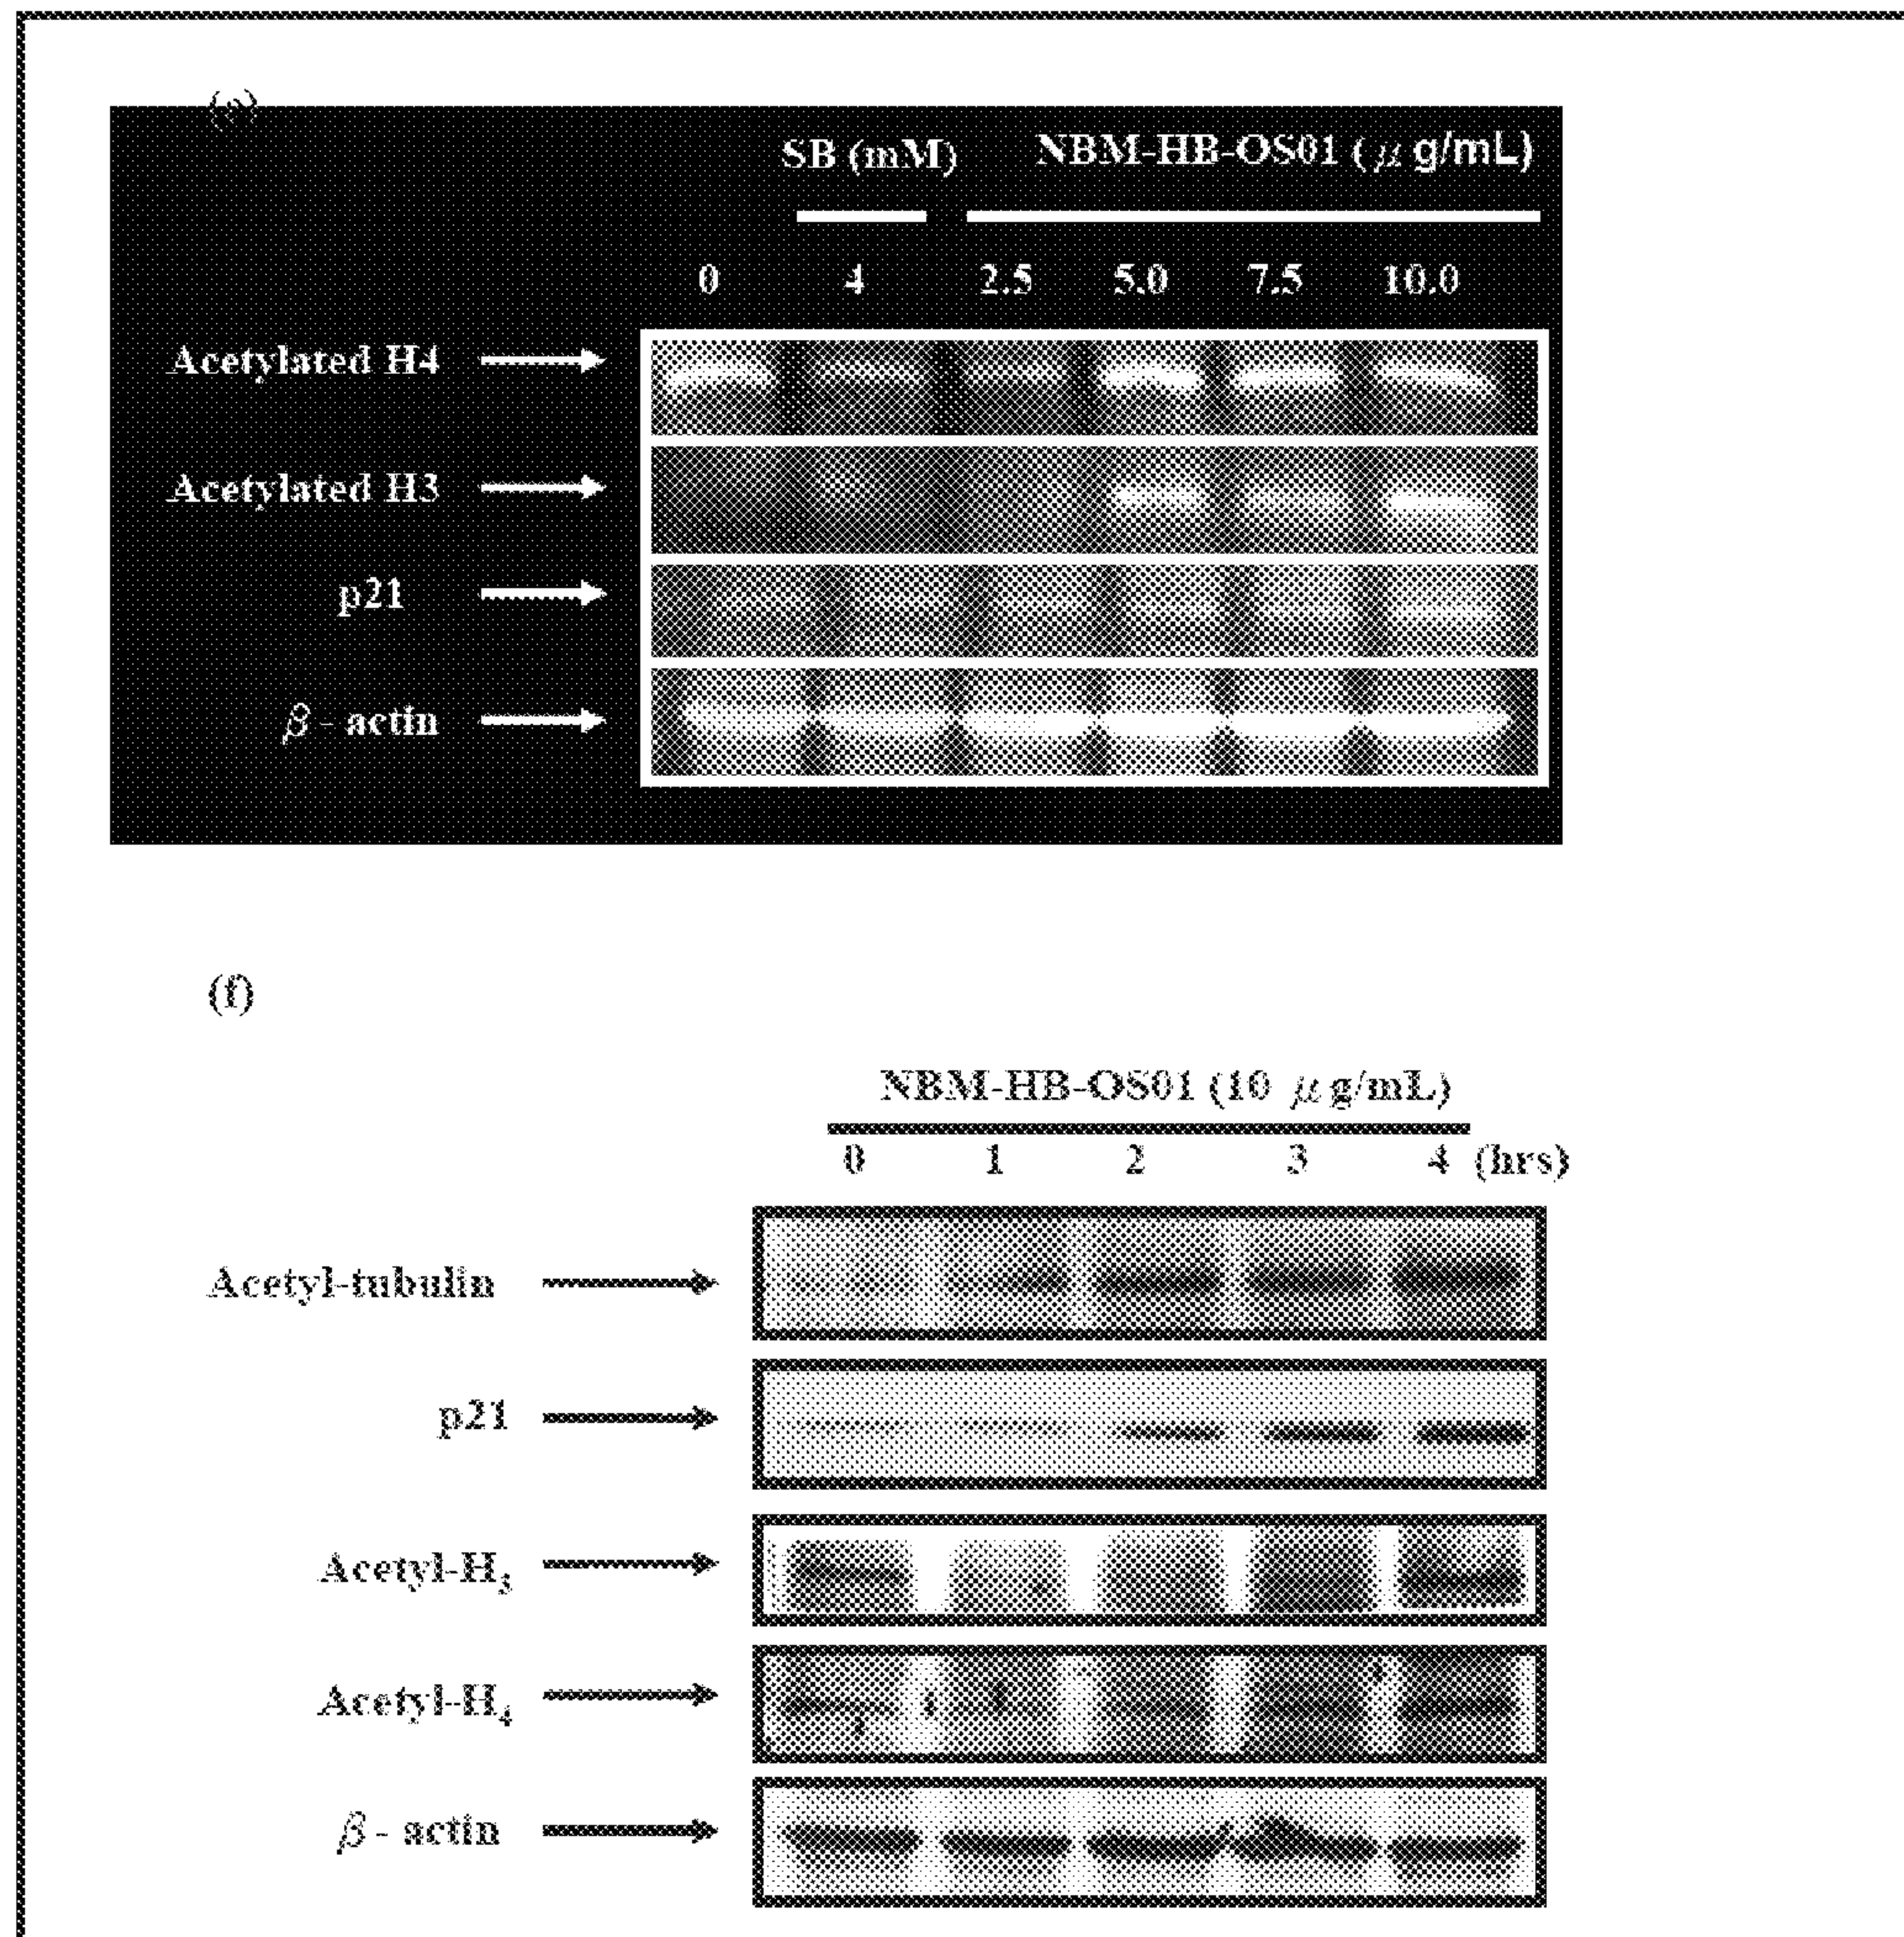 SB (mM) NBM-HB-OS01 (μg/mL)
0 4 2.5 5.0 7.5 10.0
Acetylated H4
Acetylated H3
p21
β-actin
(f)
NBM-HB-OS01 (10 μg/mL)
0 1 2 3 4 (hrs)
Acetyl-tubulin
p21
Acetyl-H₃
Acetyl-H₄
β-actin